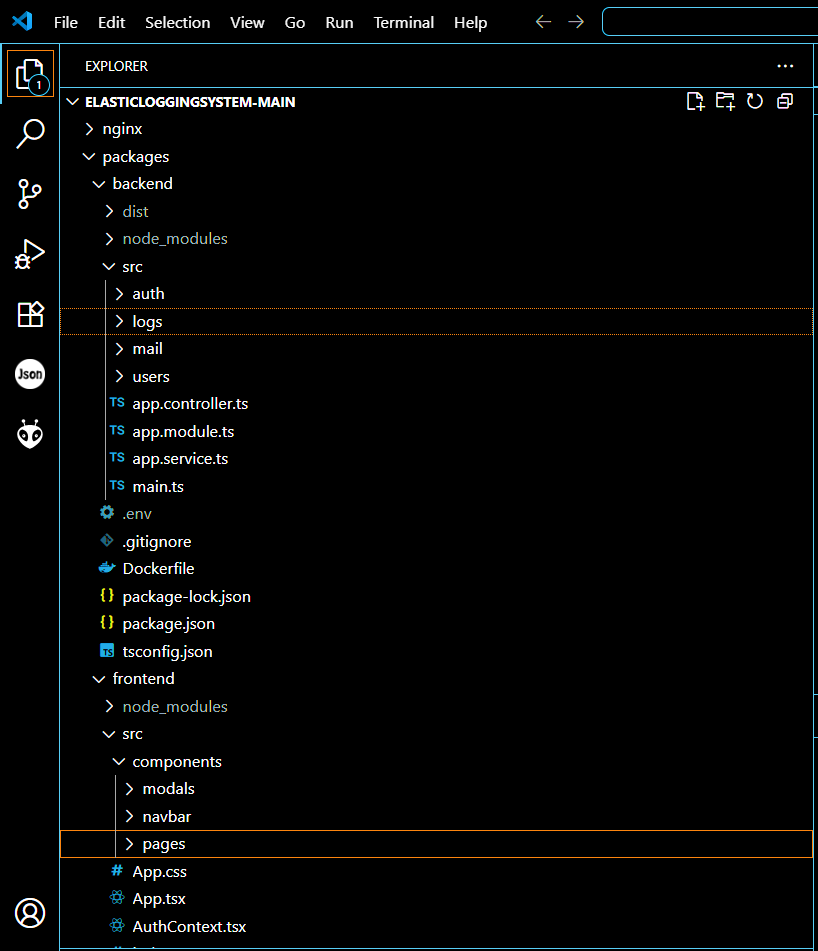 File Edit Selection View Go Run Terminal Help
EXPLORER
1
ELASTICLOGGINGSYSTEM-MAIN
nginx
packages
backend
dist
node_modules
src
auth
logs
mail
Json
users
TS app.controller.ts
TS app.module.ts
TS app.service.ts
TS main.ts
.env
.gitignore
Dockerfile
{} package-lock.json
{} package.json
TS tsconfig.json
frontend
node_modules
src
components
modals
navbar
pages
# App.css
App.tsx
AuthContext.tsx